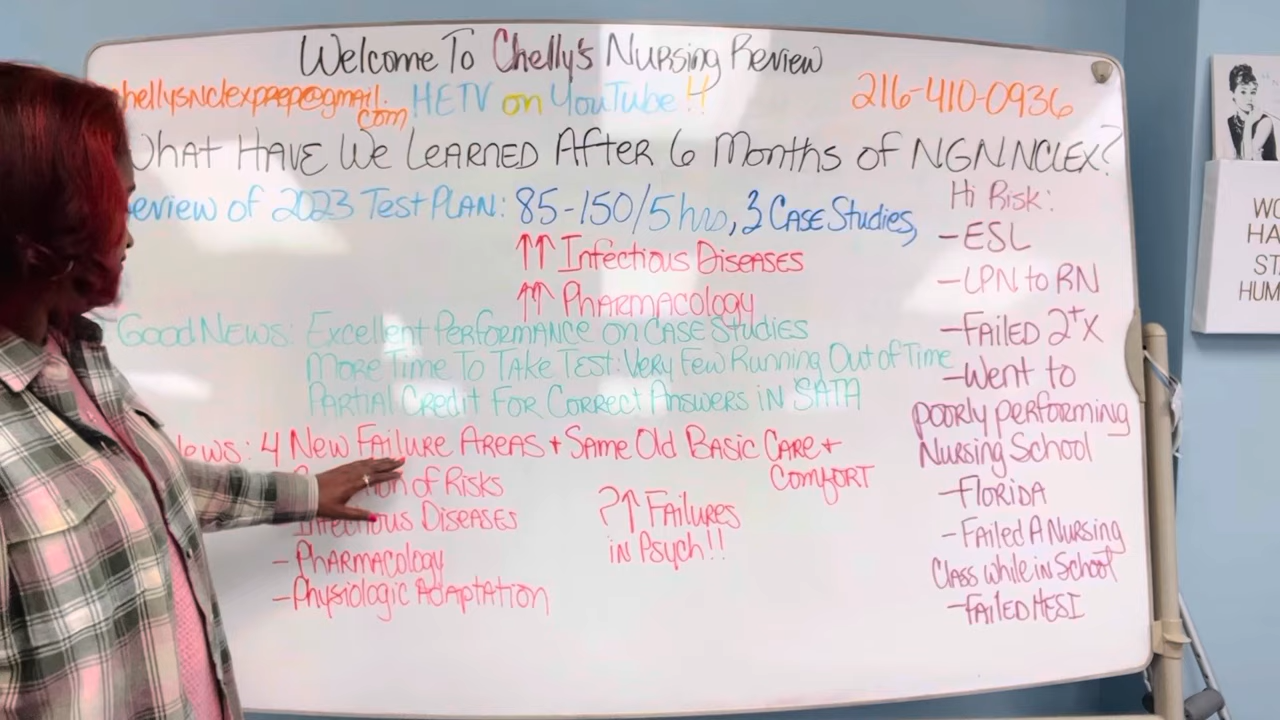 Welcome To Chelly's Nursing Review
hellysnclexprep@gmail.com
HETV on YouTube!!
216-410-0936
What Have We Learned After 6 Months of NGN NCLEX?
eview of 2023 Test Plan: 85-150/5 hrs, 3 Case Studies,
↑↑ Infectious Diseases
↑↑ Pharmacology
Good News: Excellent Performance on Case Studies
More Time To Take Test: Very Few Running Out of Time
Partial Credit For Correct Answers in SATA
ews: 4 New Failure Areas + Same Old Basic Care +
Comfort
of Risks
Infectious Diseases
- Pharmacology
- Physiologic Adaptation
?↑ Failures
in Psych!!
Hi Risk:
- ESL
- LPN to RN
- Failed 2+ X
- Went to
poorly performing
Nursing School
- Florida
- Failed A Nursing
Class while in School
- Failed HESI
WO
HA
ST
HUM